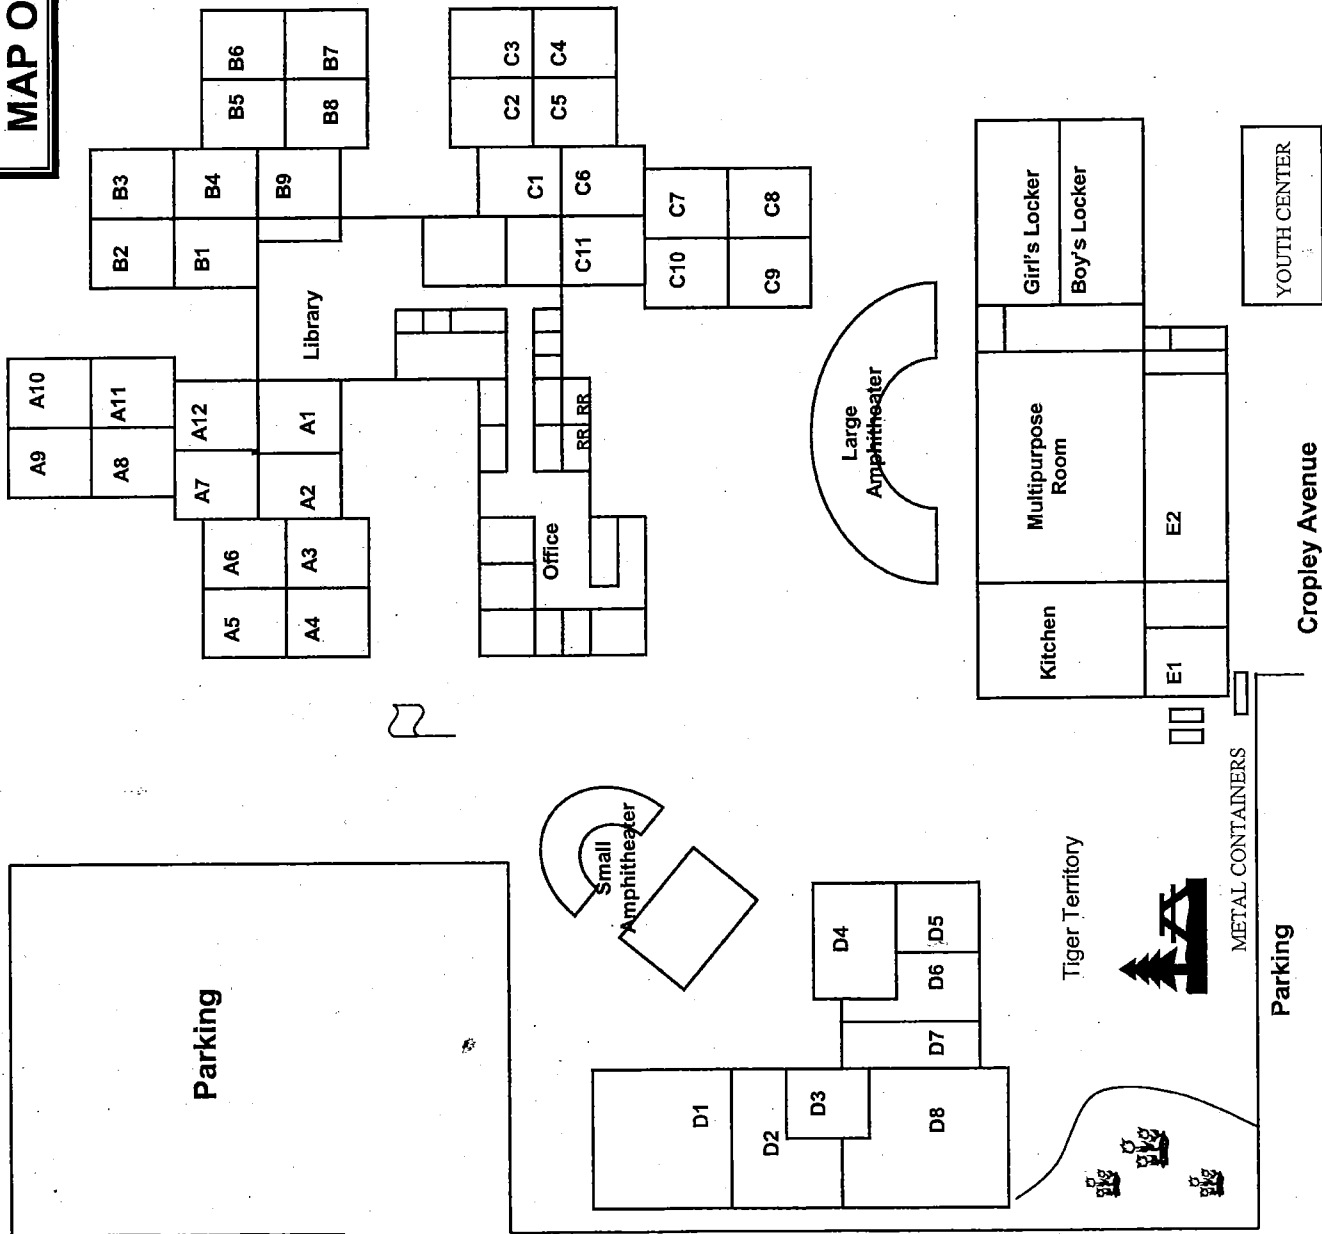 MAP O
B6
B7
B5
B8
B3
B4
B9
B2
B1
C3
C4
C2
C5
C1
C6
C7
C8
C11
C10
C9
Library
A10
A11
A12
A1
A9
A8
A7
A2
A6
A3
A5
A4
RR
RR
Office
Girl's Locker
Boy's Locker
YOUTH CENTER
Large
Amphitheater
Multipurpose
Room
E2
Kitchen
E1
Cropley Avenue
METAL CONTAINERS
Small
Amphitheater
Parking
Tiger Territory
D4
D5
D6
D7
D3
D1
D2
D8
Parking